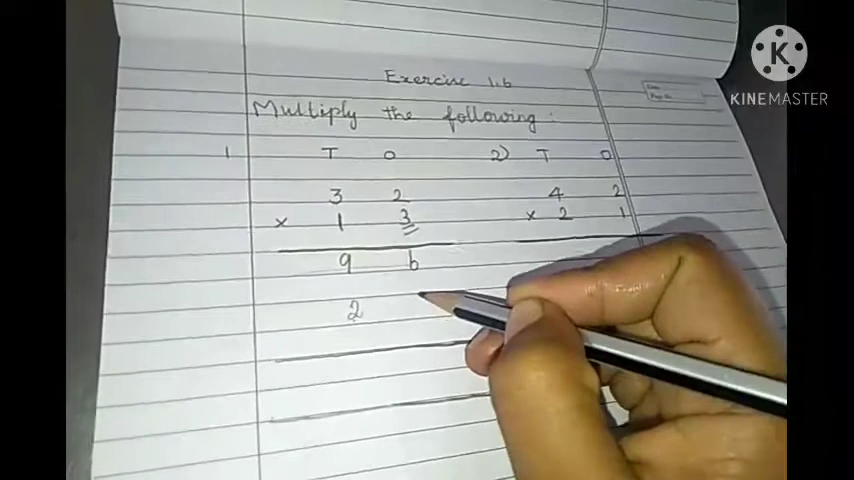 KINEMASTER
Exercise 1.6
Multiply the following :
1 T O 2) T O
3 2 4 2
× 1 3 × 2 1
9 6
2